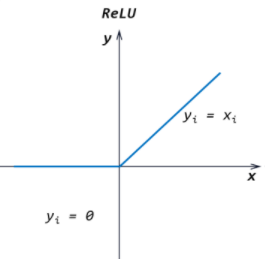 ReLU
y
yᵢ = xᵢ
x
yᵢ = 0